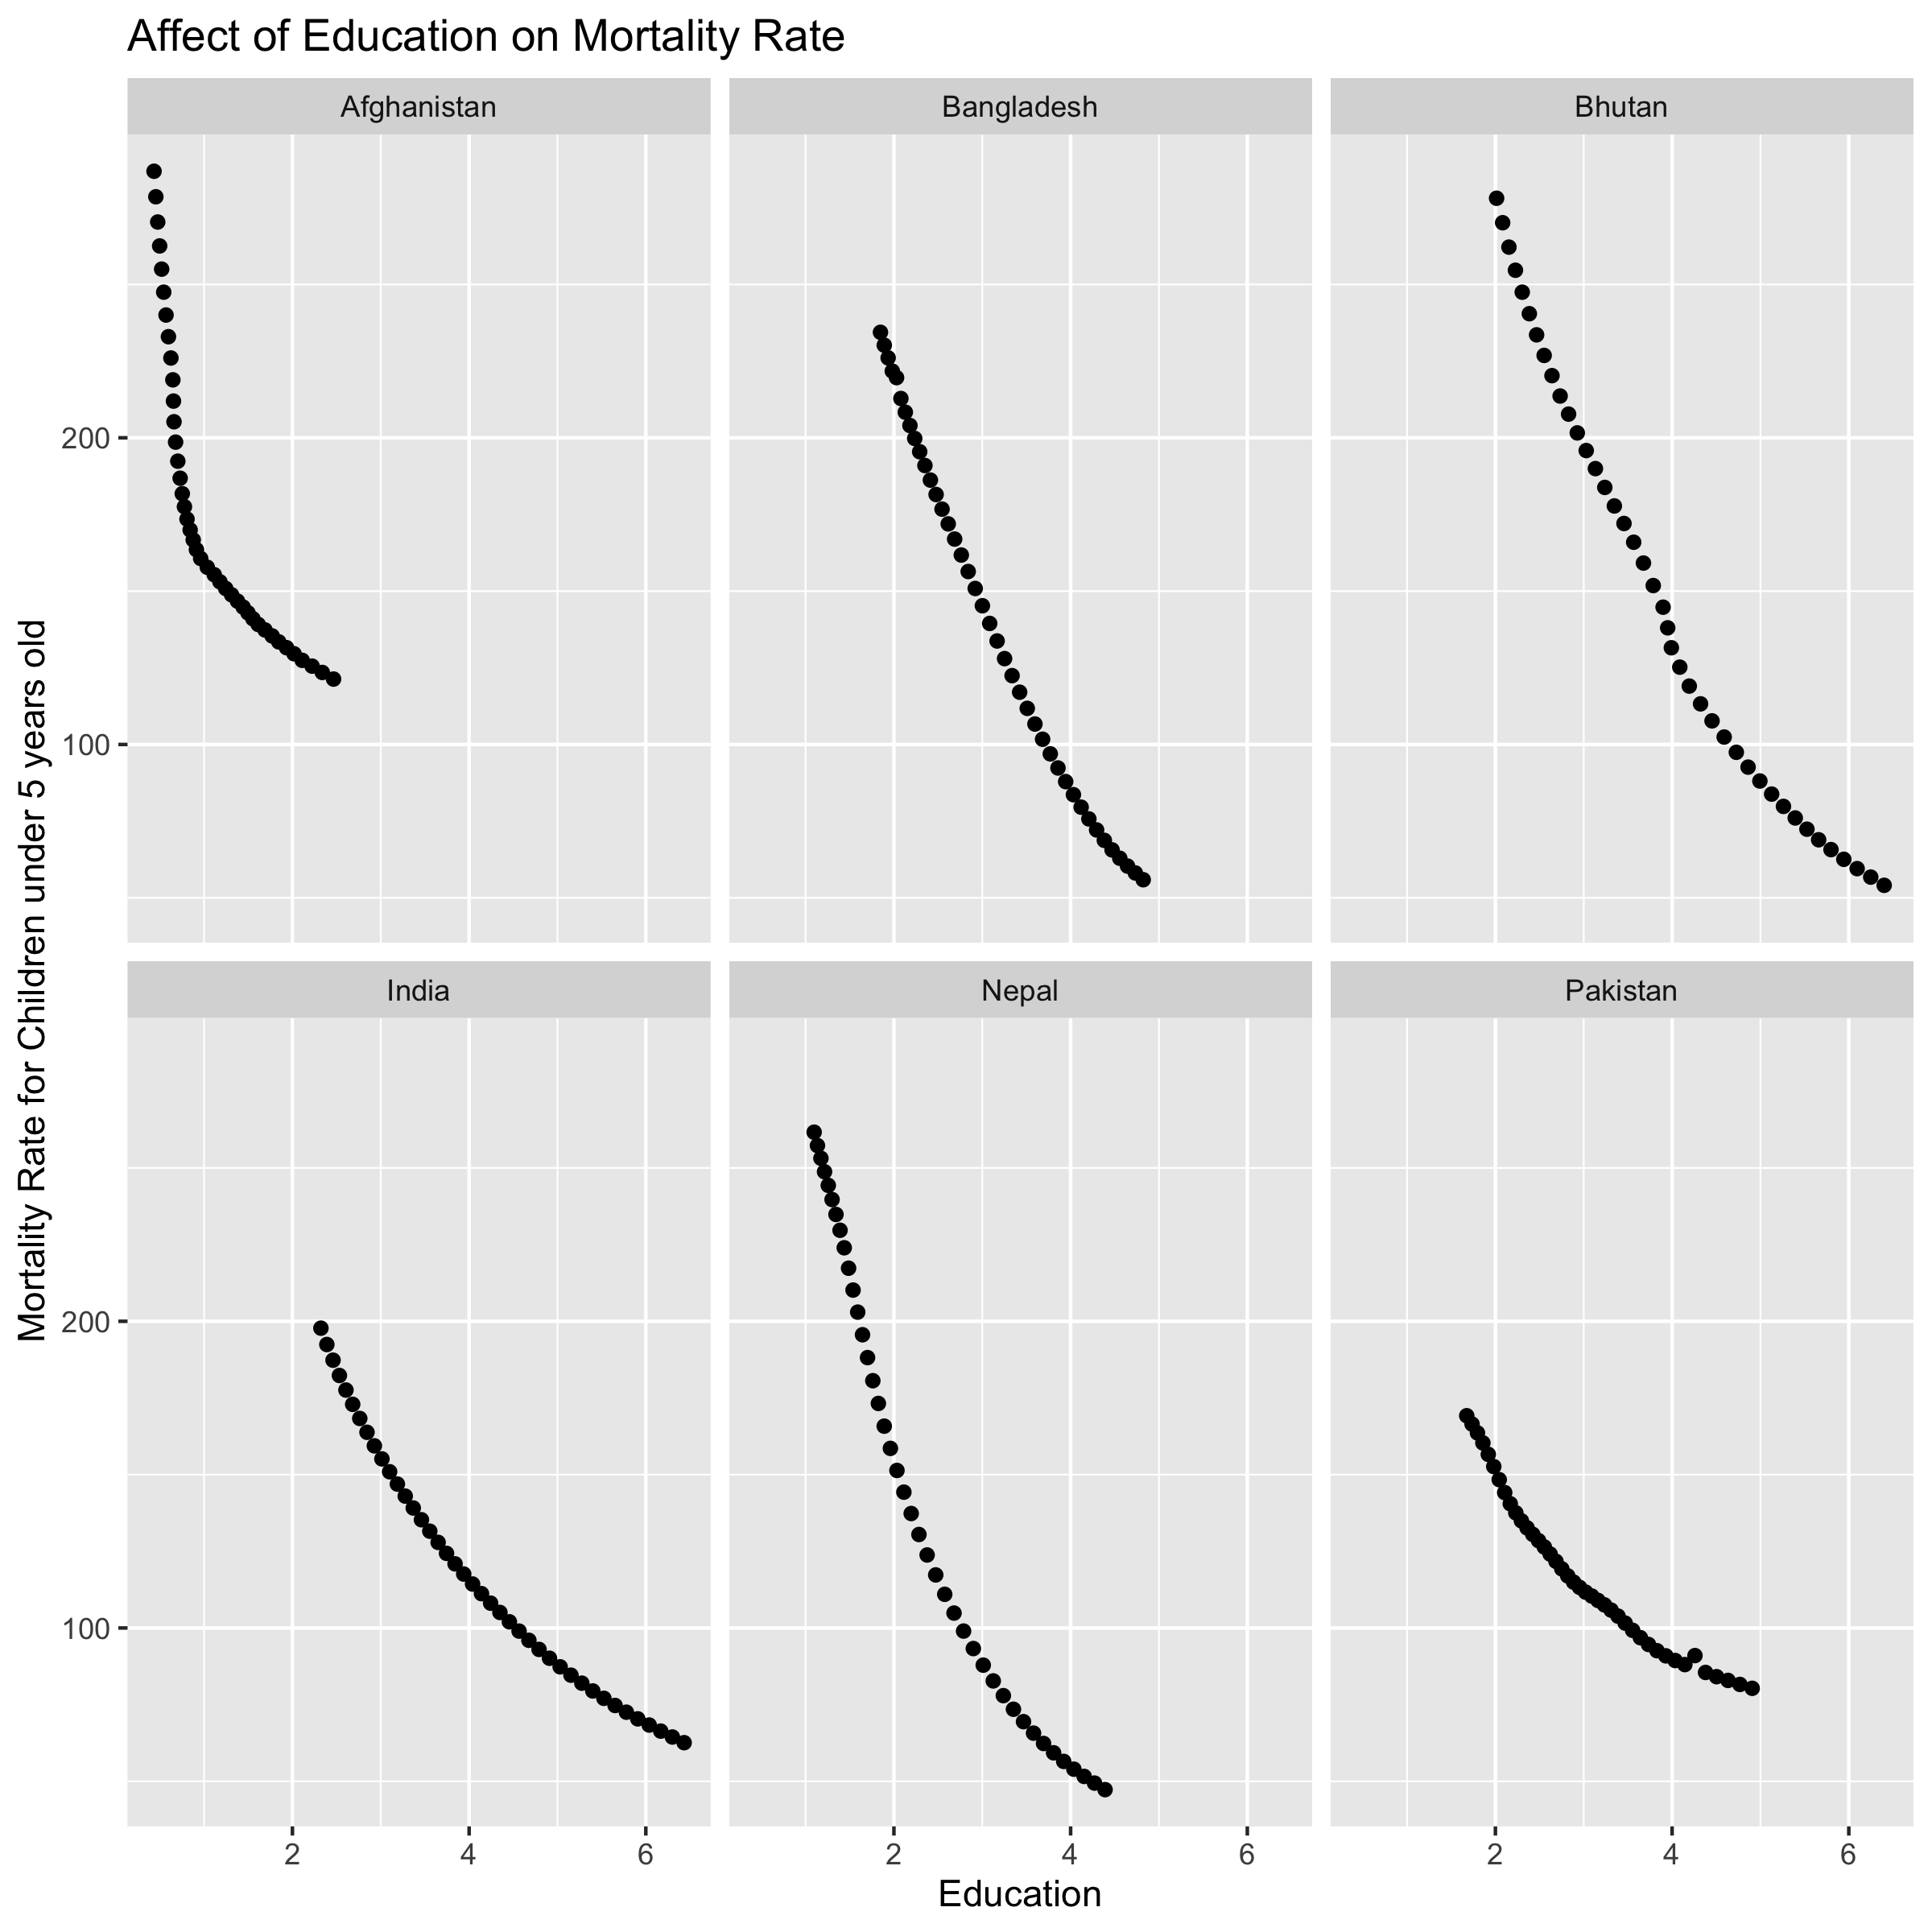 Affect of Education on Mortality Rate
Afghanistan
Bangladesh
Bhutan
200
100
India
Nepal
Pakistan
200
100
2
4
6
2
4
6
2
4
6
Education
Mortality Rate for Children under 5 years old